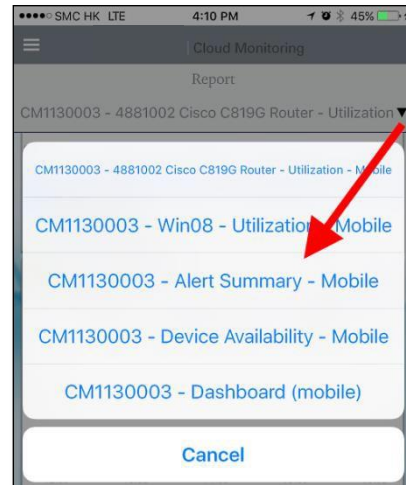 SMC HK LTE 4:10 PM 45%
Cloud Monitoring
Report
CM1130003 - 4881002 Cisco C819G Router - Utilization
CM1130003 - 4881002 Cisco C819G Router - Utilization - Mobile
CM1130003 - Win08 - Utilization - Mobile
CM1130003 - Alert Summary - Mobile
CM1130003 - Device Availability - Mobile
CM1130003 - Dashboard (mobile)
Cancel